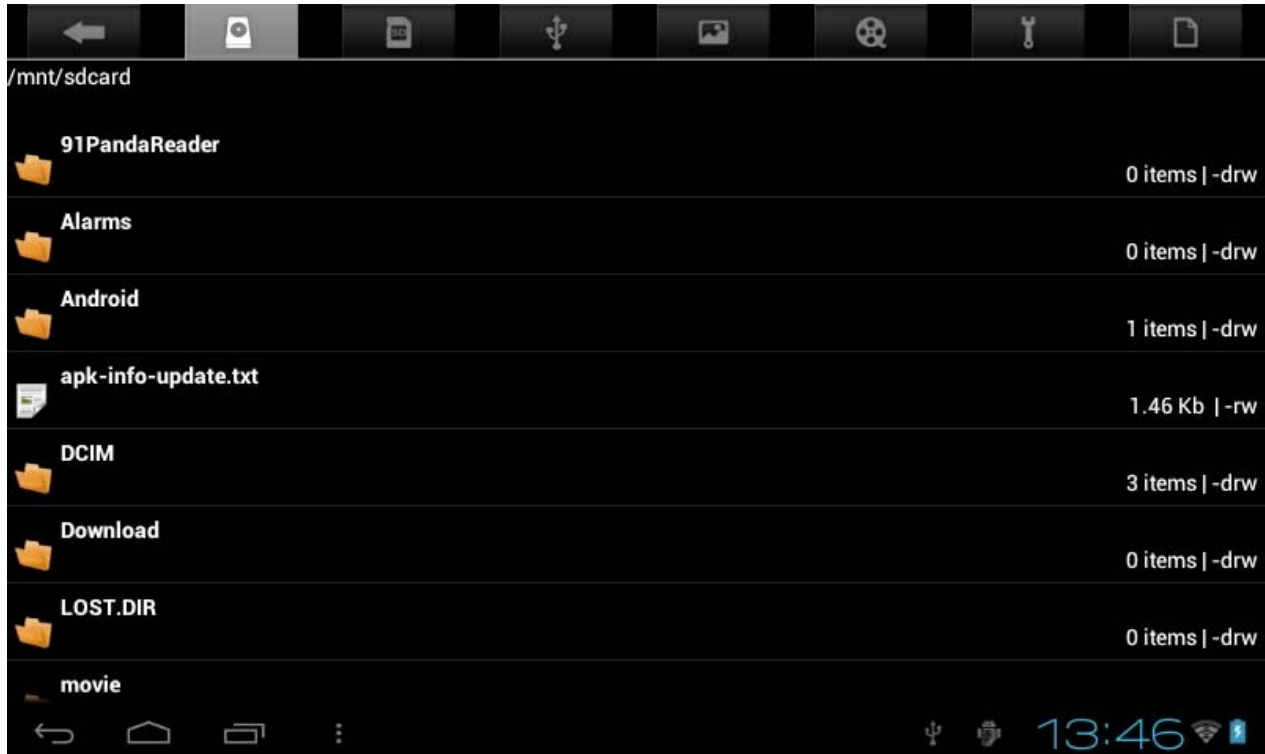 SD
/mnt/sdcard
91PandaReader
0 items | -drw
Alarms
0 items | -drw
Android
1 items | -drw
apk-info-update.txt
1.46 Kb | -rw
DCIM
3 items | -drw
Download
0 items | -drw
LOST.DIR
0 items | -drw
movie
13:46